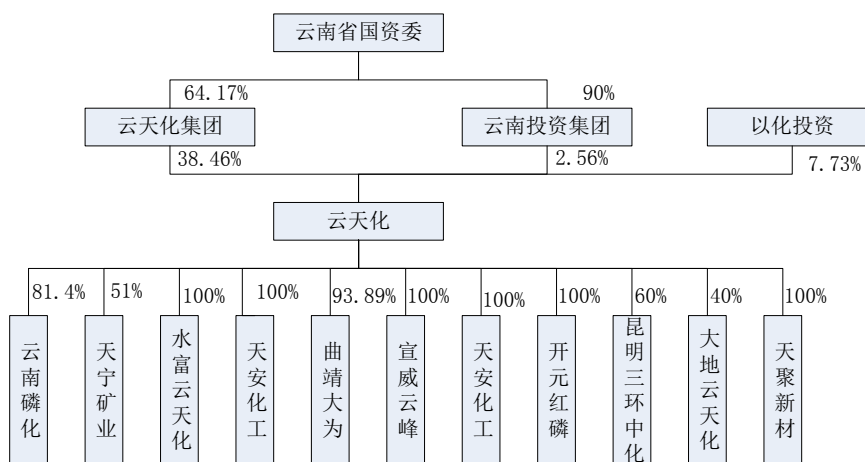 云南省国资委
64.17%
90%
云天化集团
云南投资集团
以化投资
38.46%
2.56%
7.73%
云天化
81.4%
51%
100%
100%
93.89%
100%
100%
100%
60%
40%
100%
云南磷化
天宁矿业
水富云天化
天安化工
曲靖大为
宣威云峰
天安化工
开元红磷
昆明三环中化
大地云天化
天聚新材